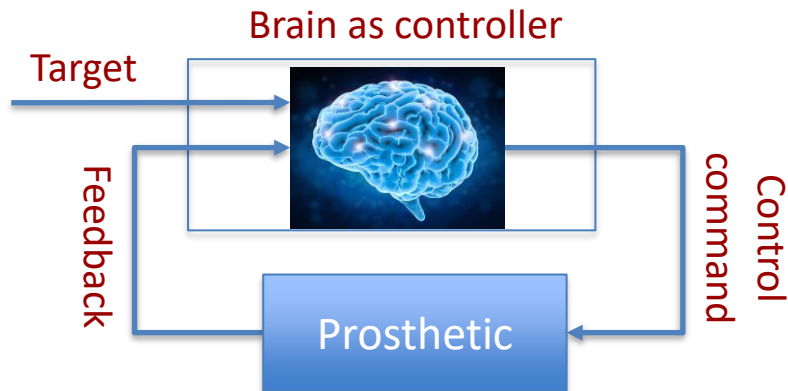 Brain as controller
Target
Feedback
Control
command
Prosthetic